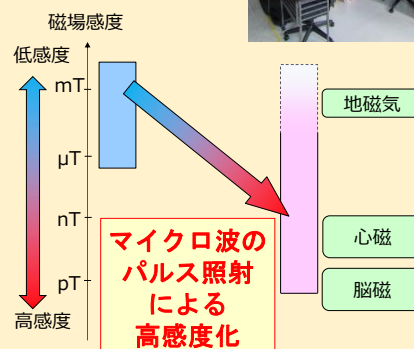 磁場感度
低感度
mT
地磁気
μT
nT
マイクロ波の
パルス照射
による
高感度化
心磁
pT
脳磁
高感度